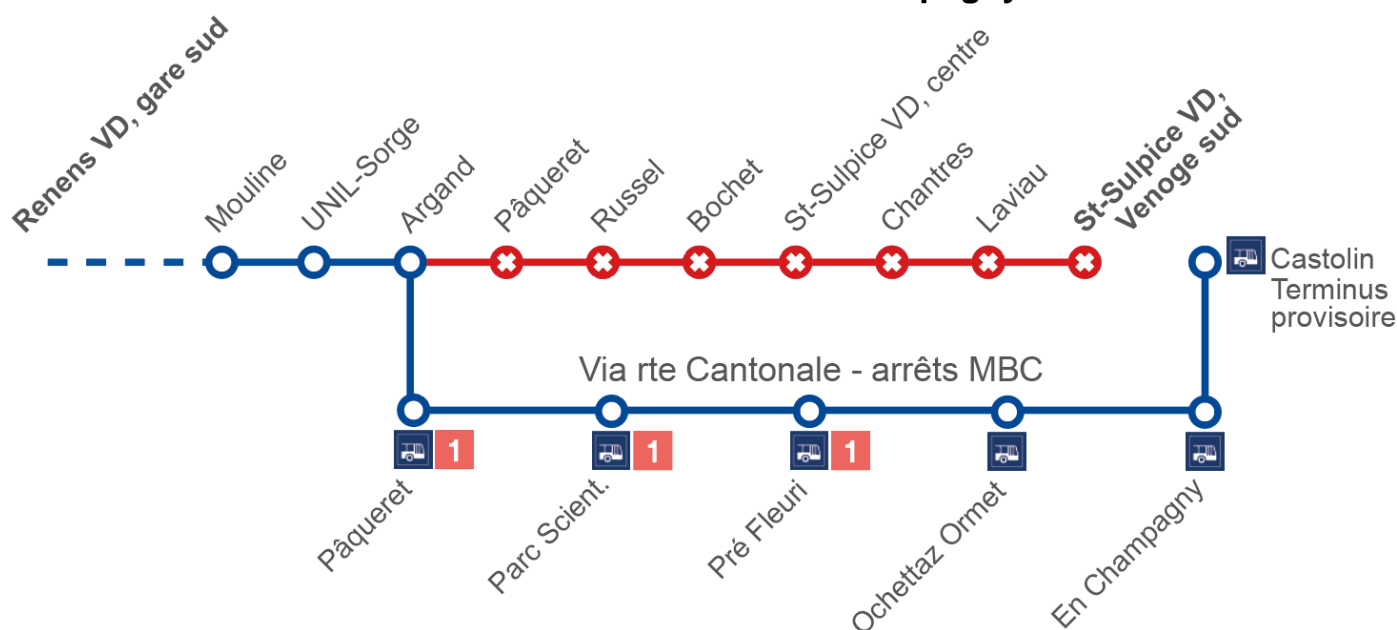 Renens VD, gare sud
Mouline
UNIL-Sorge
Argand
Pâqueret
Russel
Bochet
St-Sulpice VD, centre
Chantres
Laviau
St-Sulpice VD,
Venoge sud
Castolin
Terminus
provisoire
Via rte Cantonale - arrêts MBC
1
1
1
Pâqueret
Parc Scient.
Pré Fleuri
Ochettaz Ormet
En Champagny